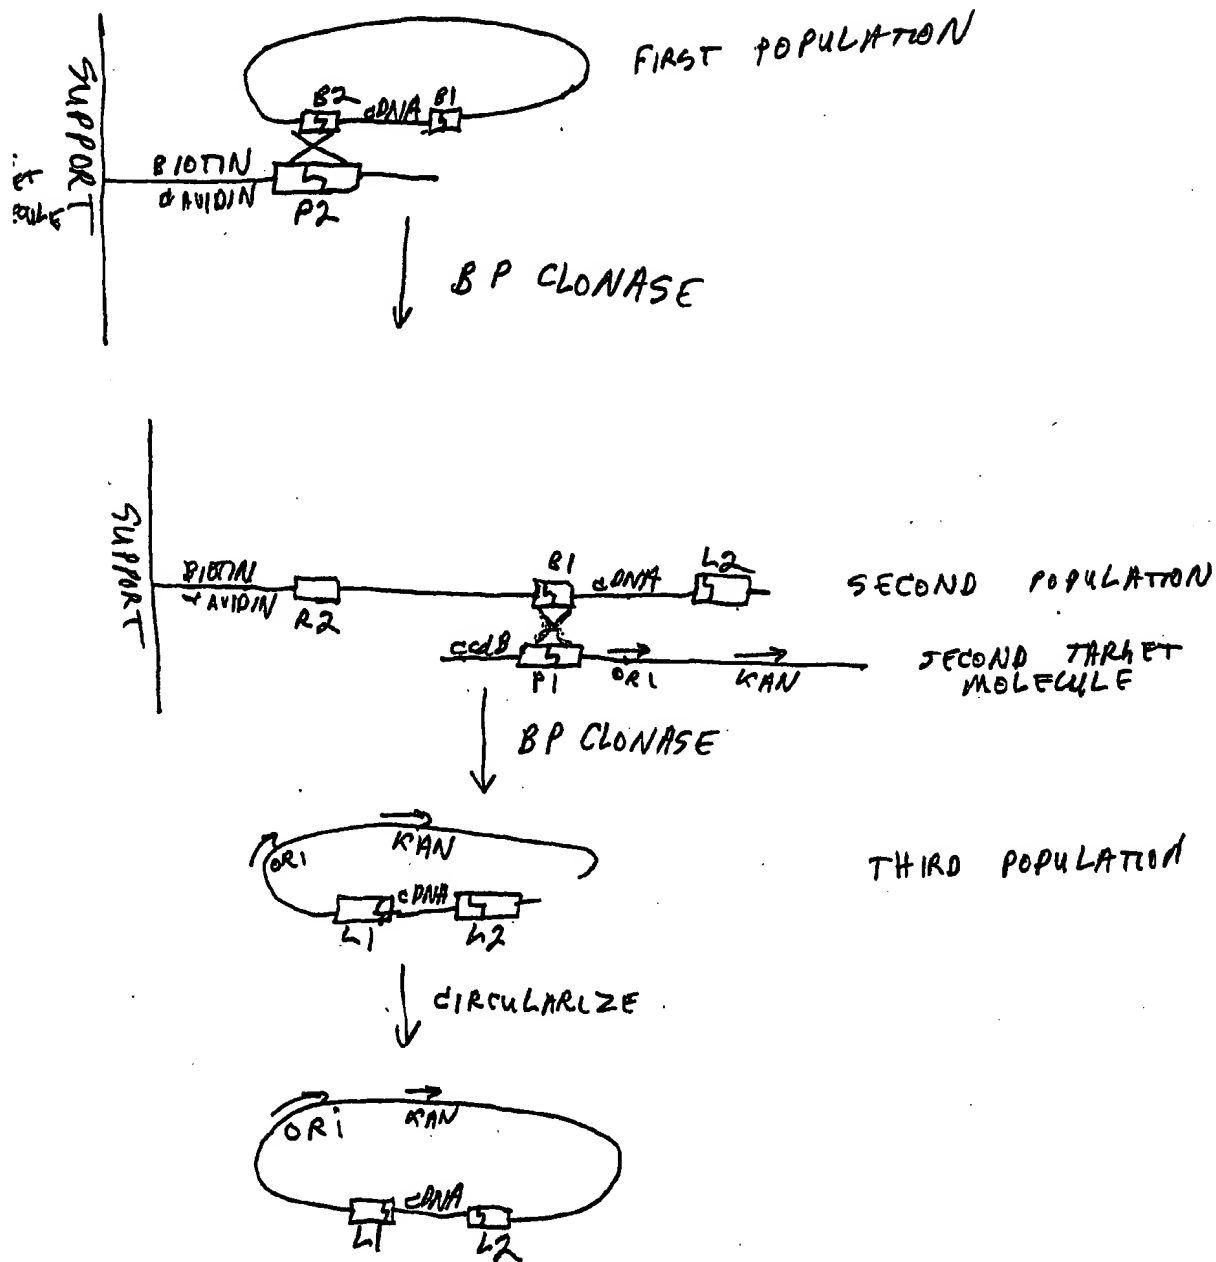 FIRST POPULATION
SUPPORT
B2
cDNA
B1
BIOTIN
AVIDIN
P2
BP CLONASE
SUPPORT
BIOTIN
AVIDIN
R2
B1
cDNA
L2
SECOND POPULATION
ccdB
P1
ORI
KAN
SECOND TARGET
MOLECULE
BP CLONASE
ORI
KAN
THIRD POPULATION
cDNA
L1
L2
CIRCULARIZE
ORi
KAN
cDNA
L1
L2